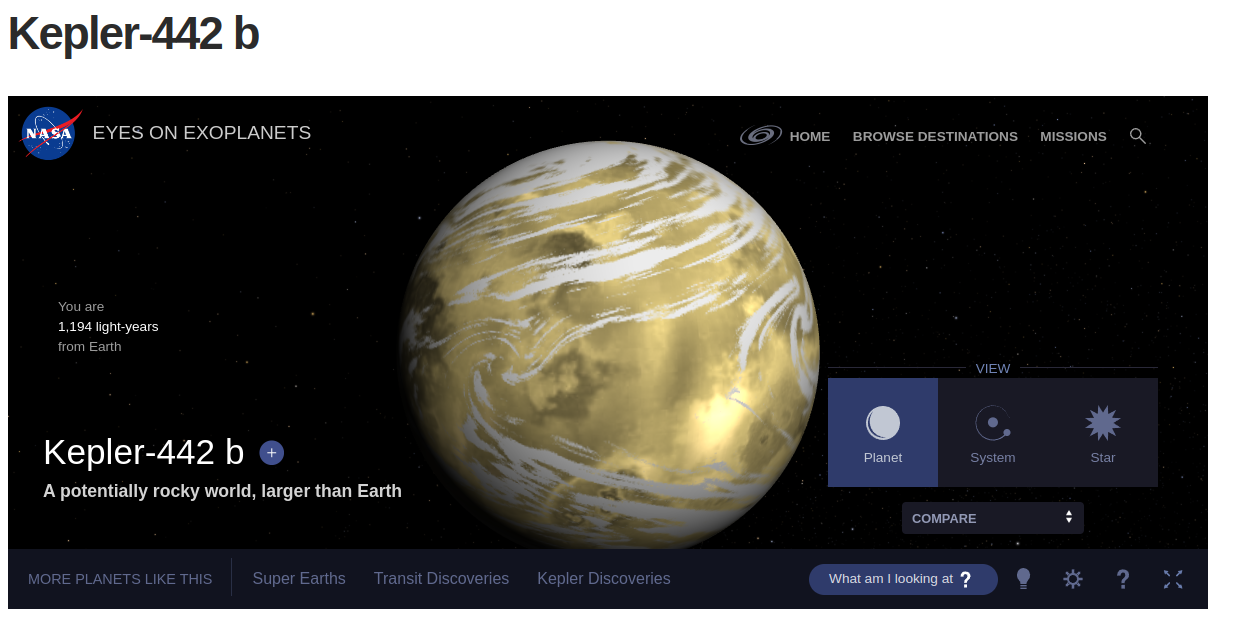 Kepler-442 b
NASA
EYES ON EXOPLANETS
HOME
BROWSE DESTINATIONS
MISSIONS
You are
1,194 light-years
from Earth
VIEW
Planet
System
Star
Kepler-442 b +
A potentially rocky world, larger than Earth
COMPARE
MORE PLANETS LIKE THIS
Super Earths
Transit Discoveries
Kepler Discoveries
What am I looking at ?
?